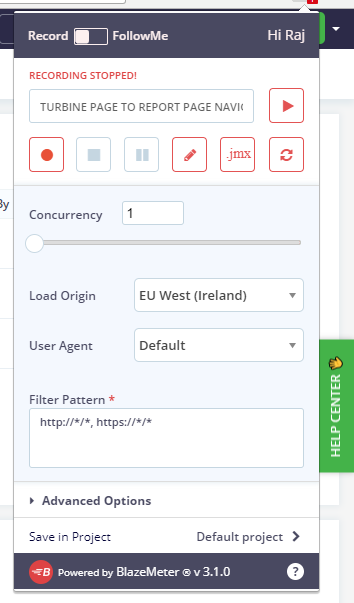 Record FollowMe Hi Raj
RECORDING STOPPED!
TURBINE PAGE TO REPORT PAGE NAVI
.jmx
By
Concurrency 1
Load Origin EU West (Ireland)
User Agent Default
HELP CENTER
Filter Pattern *
http://*/*, https://*/*
Advanced Options
Save in Project Default project
B Powered by BlazeMeter ® v 3.1.0 ?